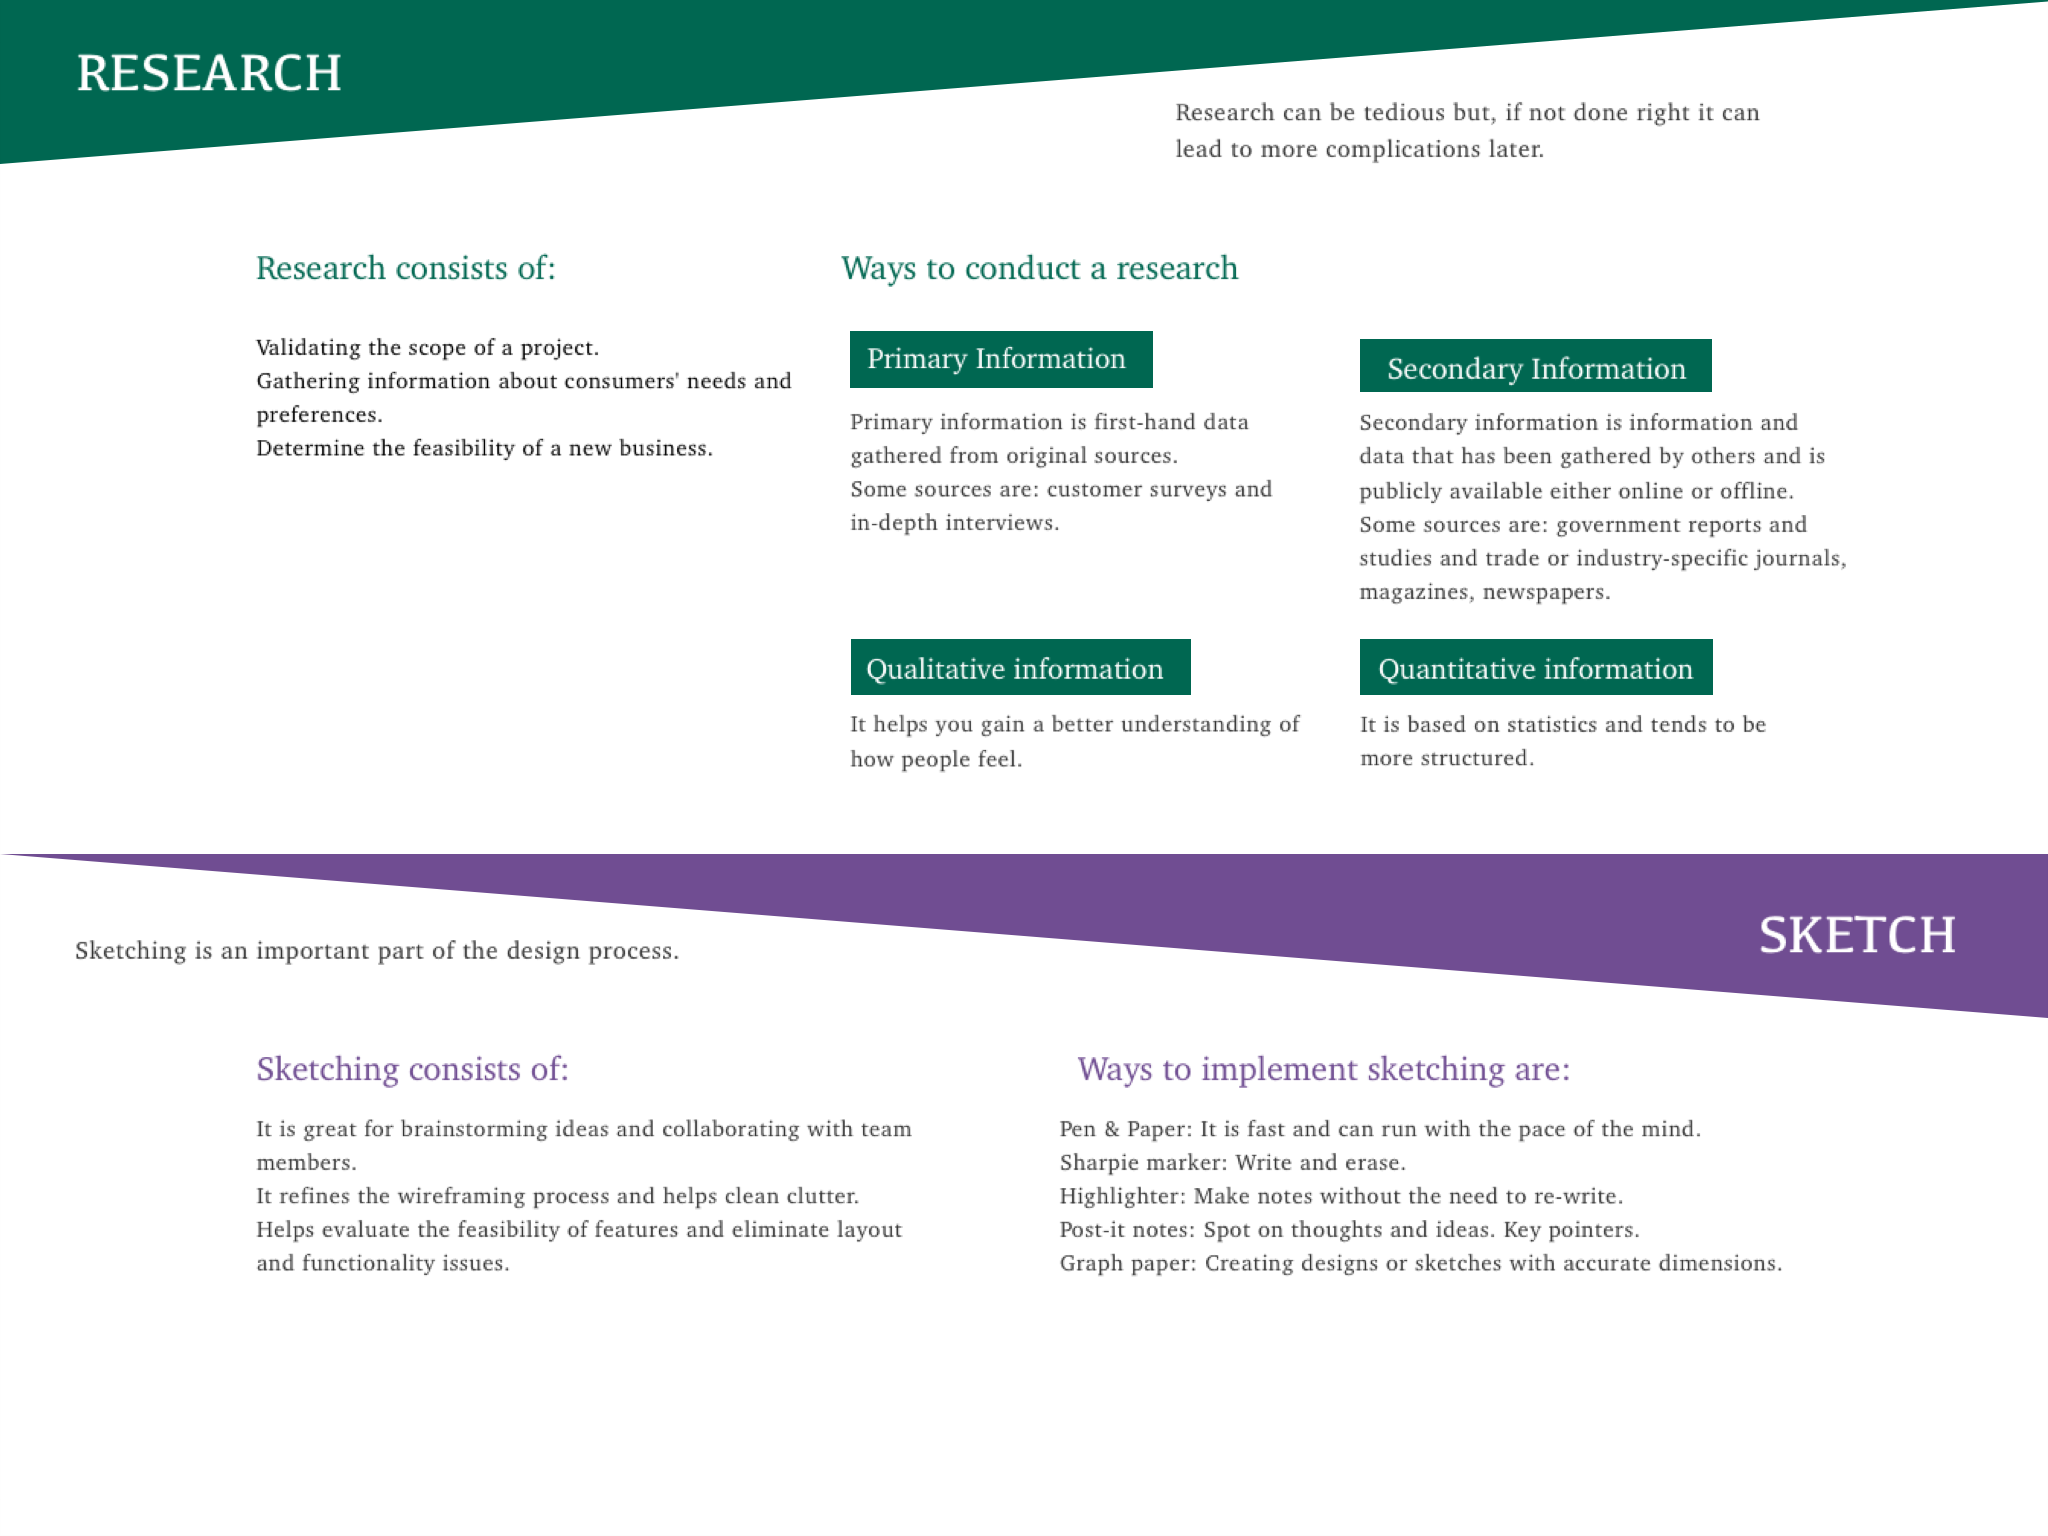 RESEARCH
Research can be tedious but, if not done right it can
lead to more complications later.
Research consists of:
Validating the scope of a project.
Gathering information about consumers' needs and
preferences.
Determine the feasibility of a new business.
Ways to conduct a research
Primary Information
Primary information is first-hand data
gathered from original sources.
Some sources are: customer surveys and
in-depth interviews.
Secondary Information
Secondary information is information and
data that has been gathered by others and is
publicly available either online or offline.
Some sources are: government reports and
studies and trade or industry-specific journals,
magazines, newspapers.
Qualitative information
It helps you gain a better understanding of
how people feel.
Quantitative information
It is based on statistics and tends to be
more structured.
SKETCH
Sketching is an important part of the design process.
Sketching consists of:
It is great for brainstorming ideas and collaborating with team
members.
It refines the wireframing process and helps clean clutter.
Helps evaluate the feasibility of features and eliminate layout
and functionality issues.
Ways to implement sketching are:
Pen & Paper: It is fast and can run with the pace of the mind.
Sharpie marker: Write and erase.
Highlighter: Make notes without the need to re-write.
Post-it notes: Spot on thoughts and ideas. Key pointers.
Graph paper: Creating designs or sketches with accurate dimensions.